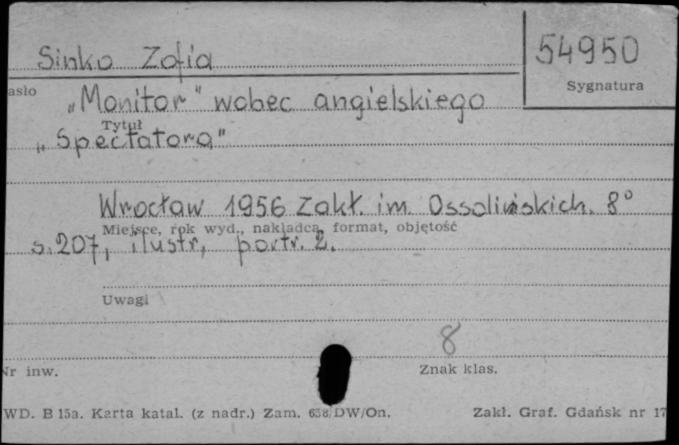 Sinko Zofia
54950
asło
Sygnatura
„Monitor" wobec angielskiego
Tytuł
„Spectatora"
Wrocław 1956 Zakł. im. Ossolińskich. 8°
Miejsce, rok wyd., nakładca, format, objętość
s. 207, ilustr., portr. 2.
Uwagi
8
Nr inw.
Znak klas.
WD. B 15a. Karta katal. (z nadr.) Zam. 638/DW/On.
Zakł. Graf. Gdańsk nr 17